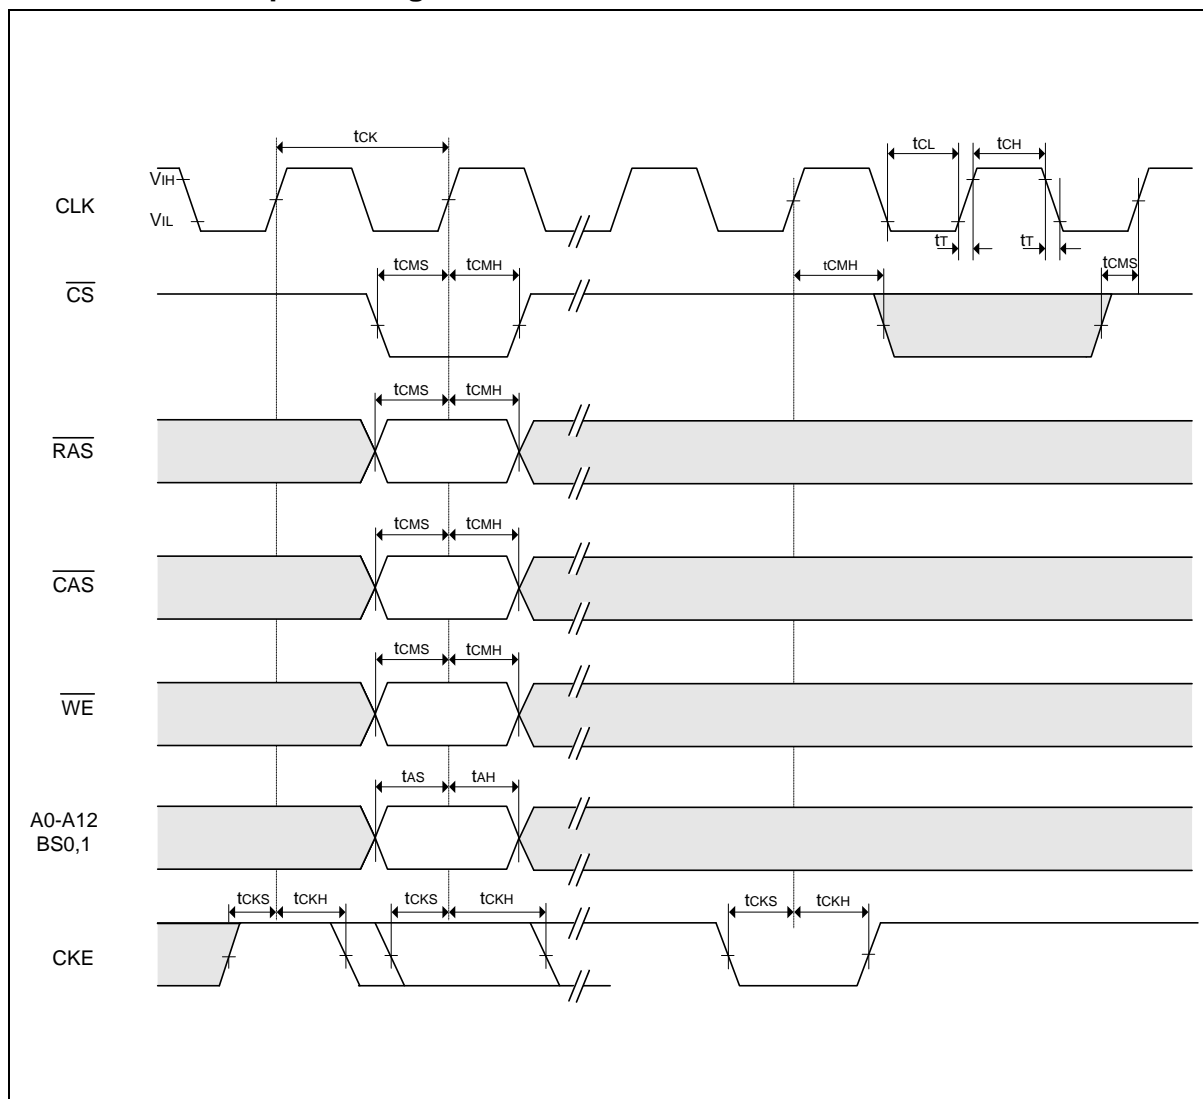 tCK
tCL
tCH
VIH
CLK
VIL
tT
tT
tCMS
tCMH
tCMH
tCMS
CS
tCMS
tCMH
RAS
tCMS
tCMH
CAS
tCMS
tCMH
WE
tAS
tAH
A0-A12
BS0,1
tCKS
tCKH
tCKS
tCKH
tCKS
tCKH
CKE